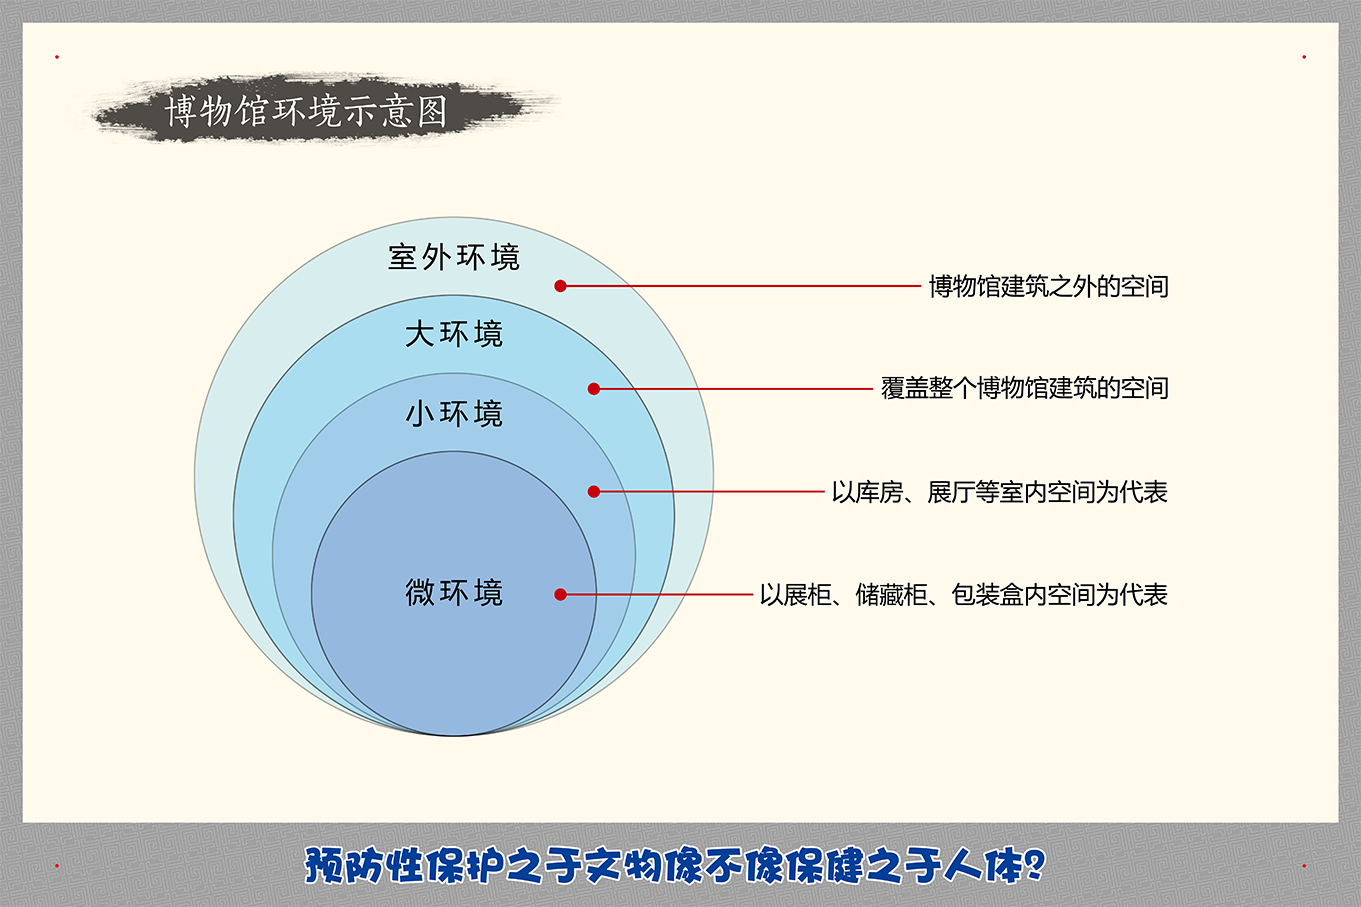 博物馆环境示意图
室外环境
博物馆建筑之外的空间
大环境
覆盖整个博物馆建筑的空间
小环境
以库房、展厅等室内空间为代表
微环境
以展柜、储藏柜、包装盒内空间为代表
预防性保护之于文物像不像保健之于人体?